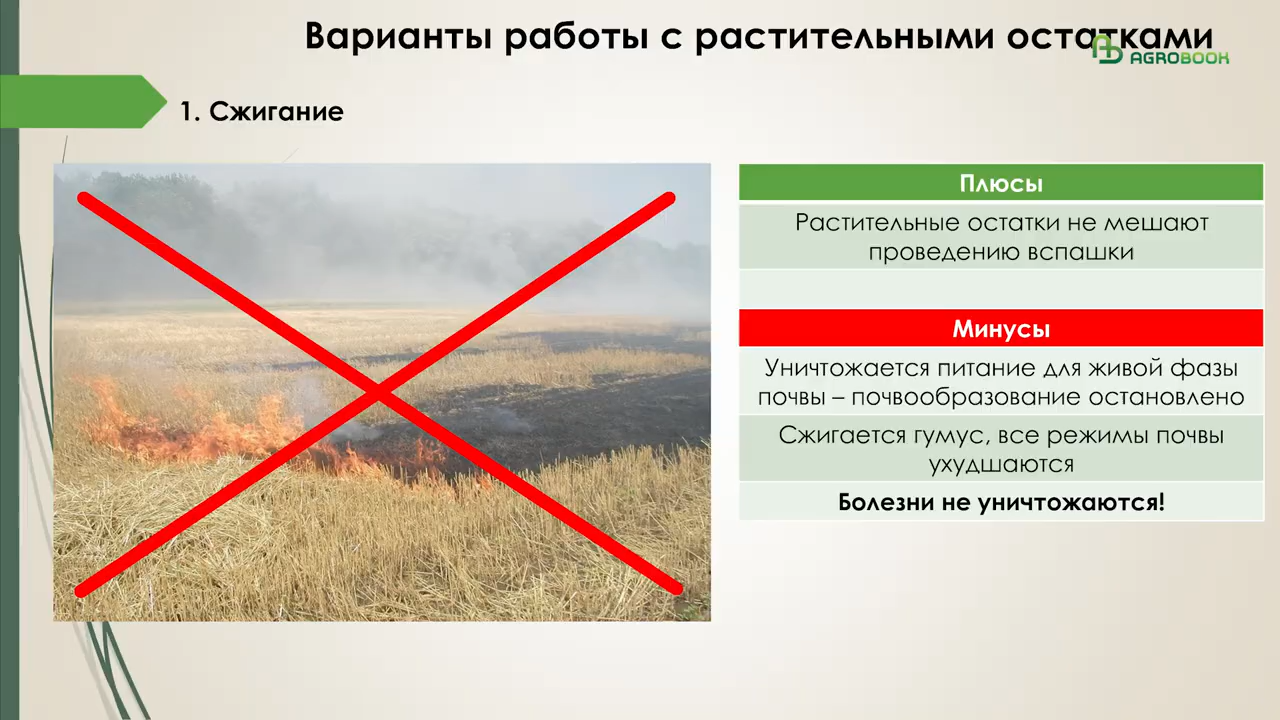 Варианты работы с растительными остатками
AGROBOOK
1. Сжигание
Плюсы
Растительные остатки не мешают
проведению вспашки
Минусы
Уничтожается питание для живой фазы
почвы – почвообразование остановлено
Сжигается гумус, все режимы почвы
ухудшаются
Болезни не уничтожаются!